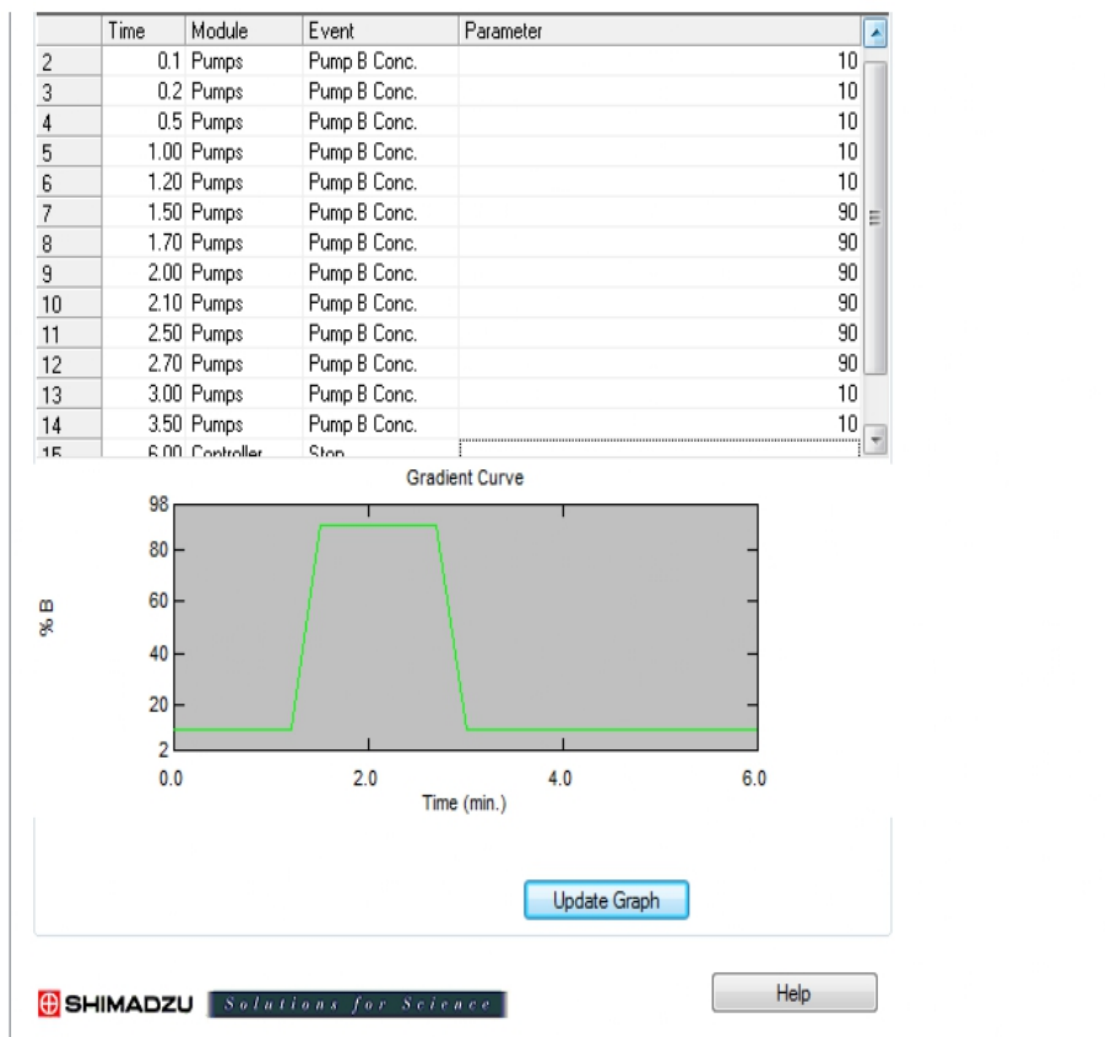 Time Module Event Parameter
2 0.1 Pumps Pump B Conc. 10
3 0.2 Pumps Pump B Conc. 10
4 0.5 Pumps Pump B Conc. 10
5 1.00 Pumps Pump B Conc. 10
6 1.20 Pumps Pump B Conc. 10
7 1.50 Pumps Pump B Conc. 90
8 1.70 Pumps Pump B Conc. 90
9 2.00 Pumps Pump B Conc. 90
10 2.10 Pumps Pump B Conc. 90
11 2.50 Pumps Pump B Conc. 90
12 2.70 Pumps Pump B Conc. 90
13 3.00 Pumps Pump B Conc. 10
14 3.50 Pumps Pump B Conc. 10
15 6.00 Controller Stop
Gradient Curve
98
80
60
40
20
2
% B
0.0 2.0 4.0 6.0
Time (min.)
Update Graph
SHIMADZU Solutions for Science
Help